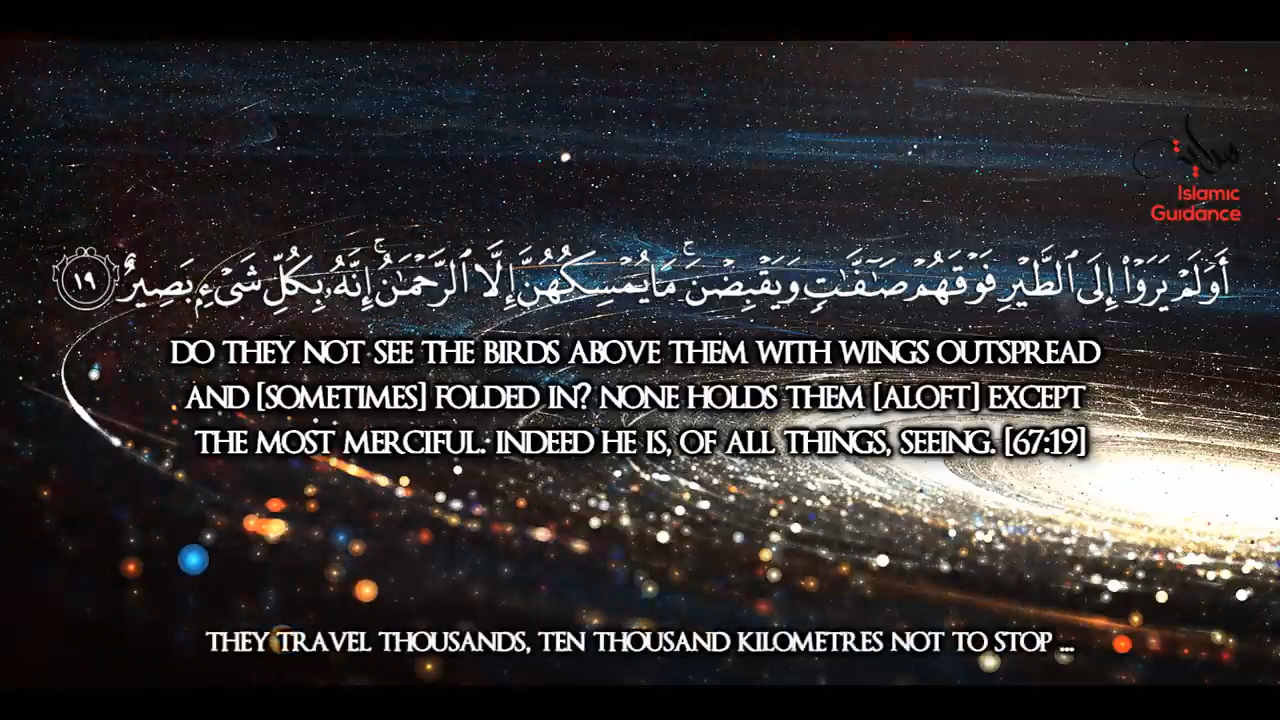 هداية
Islamic
Guidance
أَوَلَمْ يَرَوْا۟ إِلَى ٱلطَّيْرِ فَوْقَهُمْ صَـٰٓفَّـٰتٍ وَيَقْبِضْنَ ۚ مَا يُمْسِكُهُنَّ إِلَّا ٱلرَّحْمَـٰنُ ۚ إِنَّهُۥ بِكُلِّ شَىْءٍۭ بَصِيرٌ ١٩
DO THEY NOT SEE THE BIRDS ABOVE THEM WITH WINGS OUTSPREAD
AND [SOMETIMES] FOLDED IN? NONE HOLDS THEM [ALOFT] EXCEPT
THE MOST MERCIFUL.: INDEED HE IS, OF ALL THINGS, SEEING. [67:19]
THEY TRAVEL THOUSANDS, TEN THOUSAND KILOMETRES NOT TO STOP ...